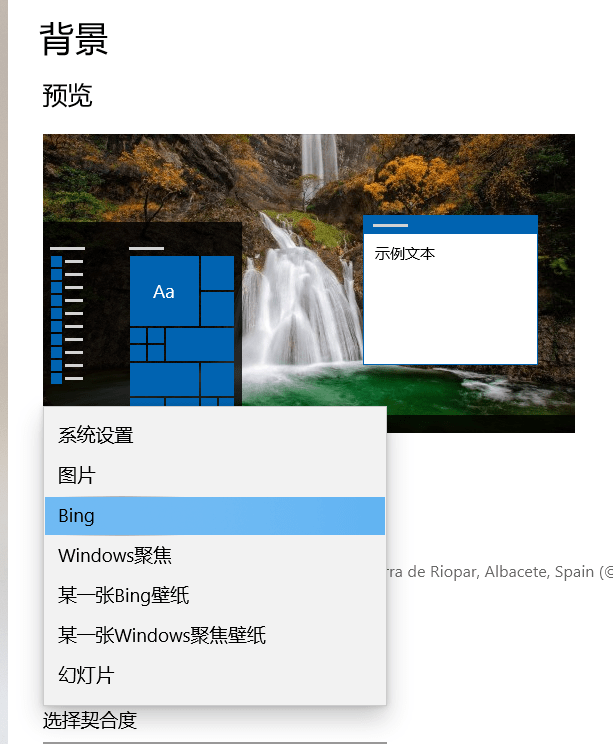 背景
预览
示例文本
Aa
系统设置
图片
Bing
Windows聚焦
rra de Riopar, Albacete, Spain (©
某一张Bing壁纸
某一张Windows聚焦壁纸
幻灯片
选择契合度